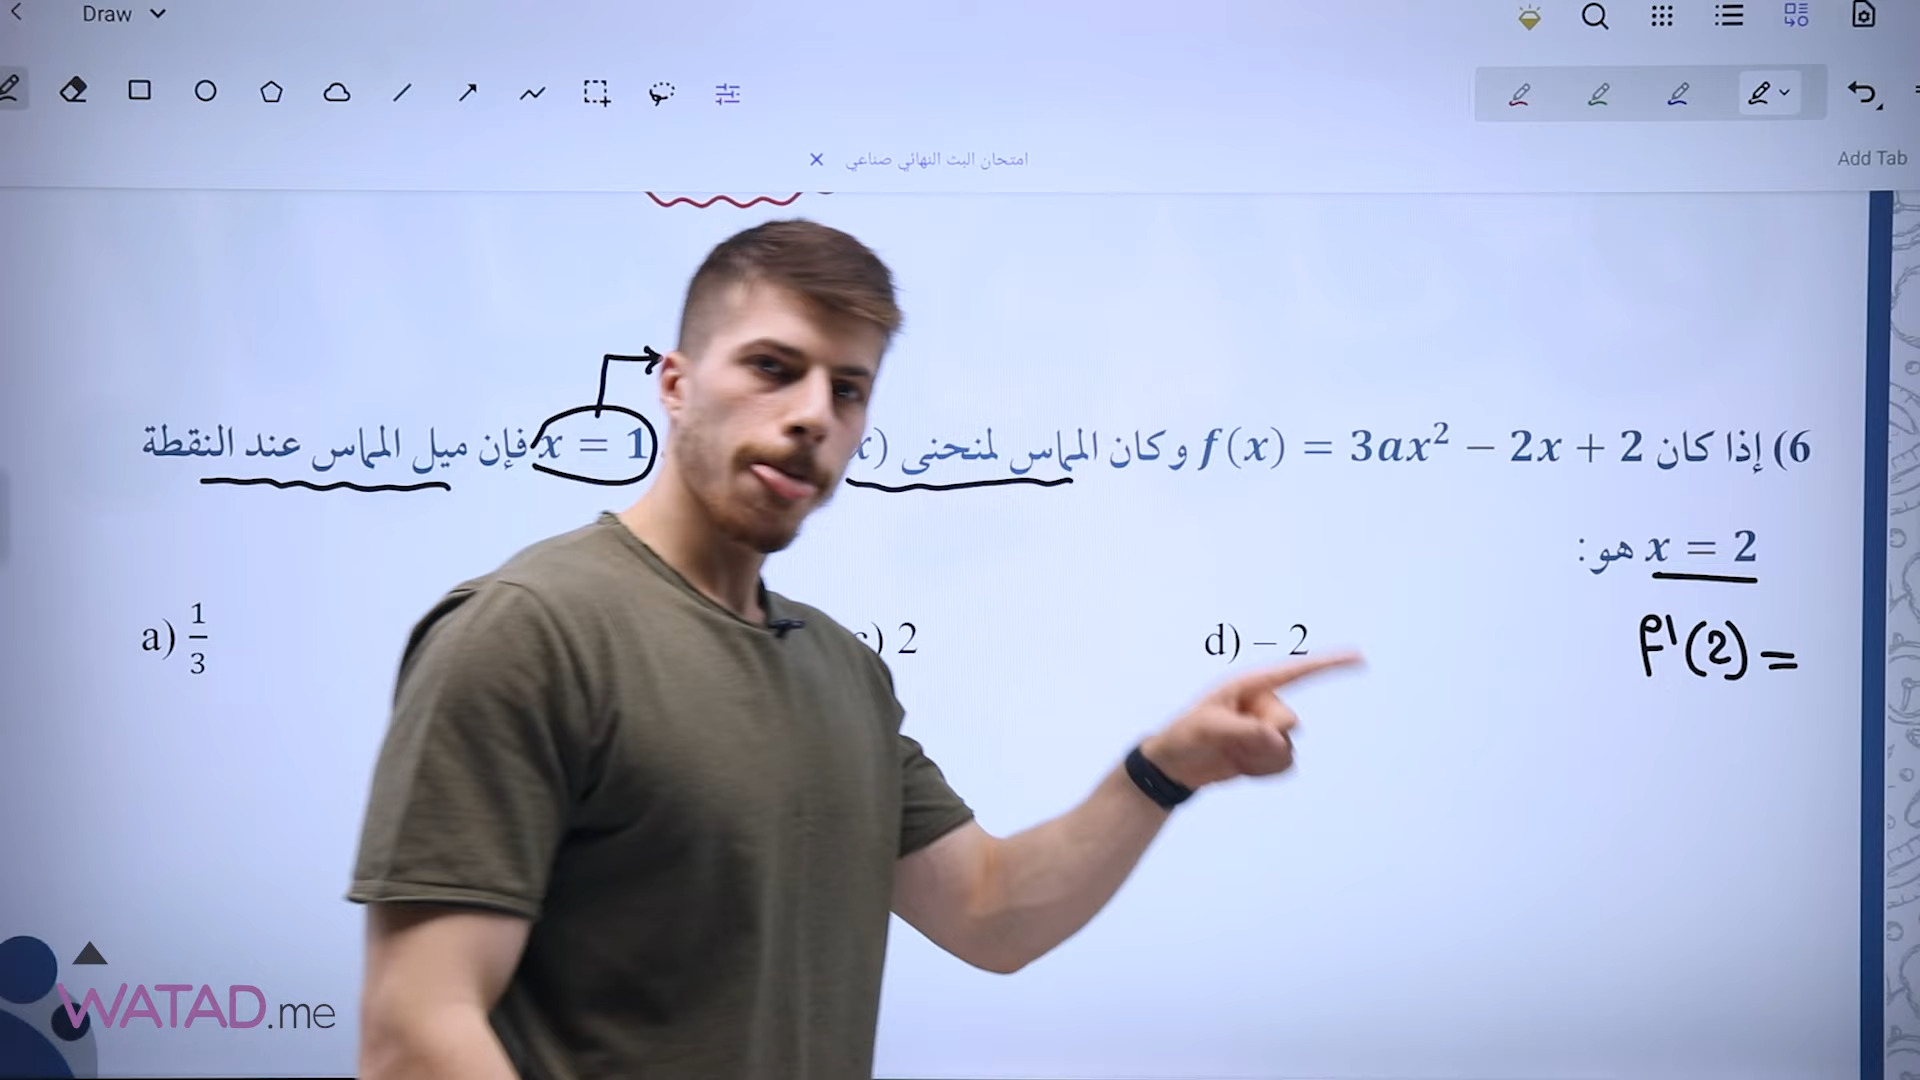 Draw
امتحان البث النهائي صناعي
Add Tab
6) إذا كان f(x) = 3ax² − 2x + 2 وكان المماس لمنحنى x = 1 فإن ميل المماس عند النقطة
x = 2 هو :
a) 1/3
2
d) – 2
f'(2) =
WATAD.me